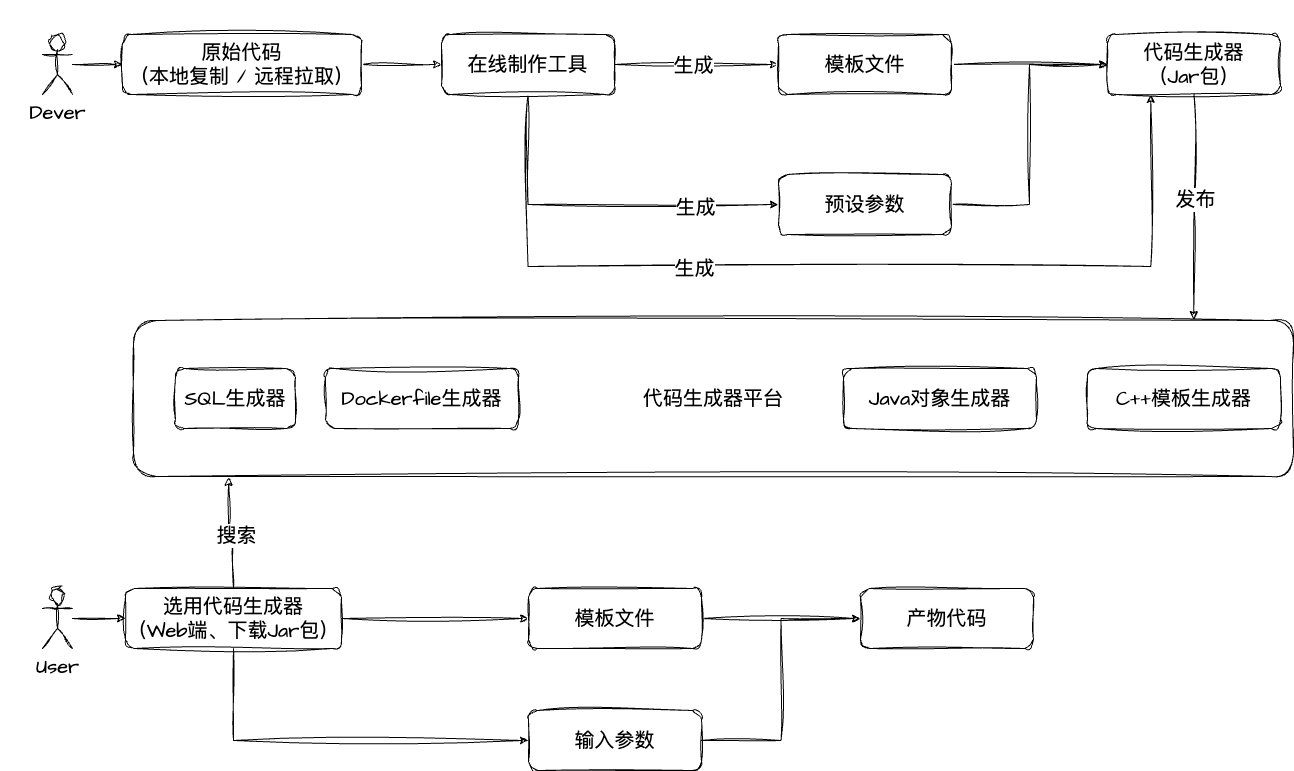 原始代码
（本地复制 / 远程拉取）
在线制作工具
生成
模板文件
代码生成器
（Jar包）
Dever
生成
预设参数
发布
生成
SQL生成器
Dockerfile生成器
代码生成器平台
Java对象生成器
C++模板生成器
搜索
选用代码生成器
（Web端、下载Jar包）
模板文件
产物代码
User
输入参数